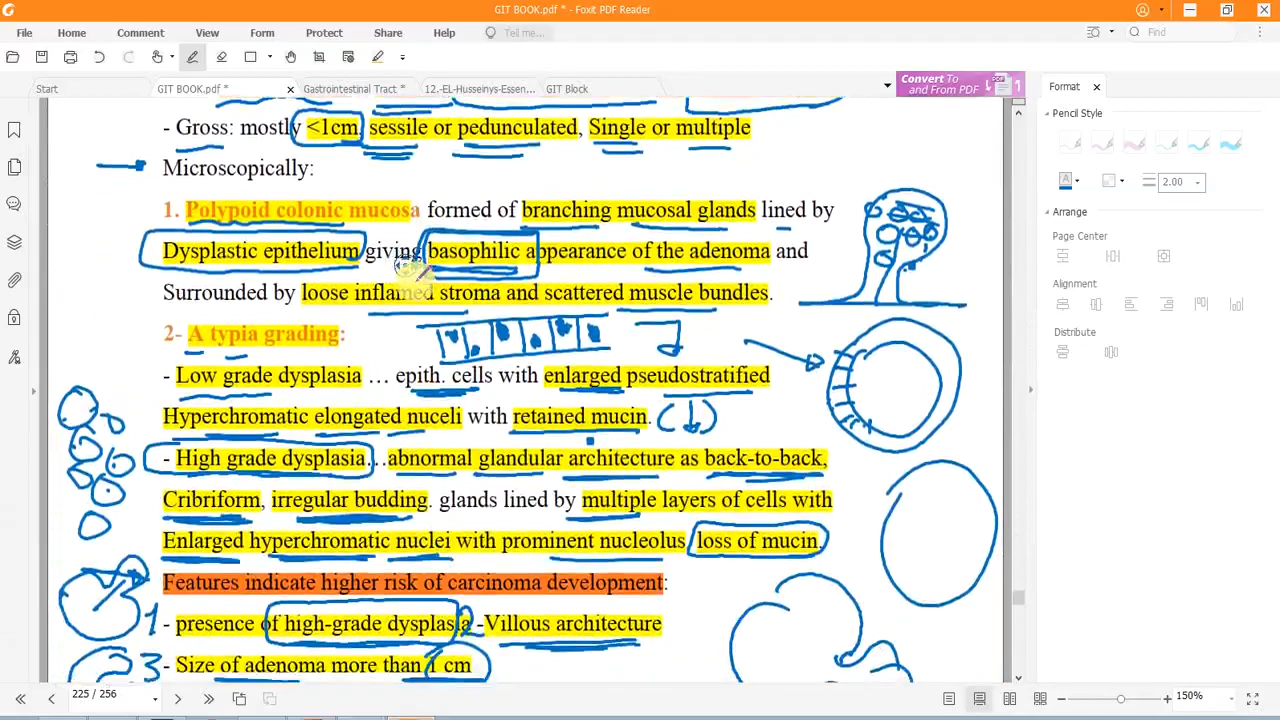 GIT BOOK.pdf * - Foxit PDF Reader
File Home Comment View Form Protect Share Help Tell me... Find
Start GIT BOOK.pdf * Gastrointestinal Tract * 12.-EL-Husseinys-Essen... GIT Block
Convert To
and From PDF
Format
Pencil Style
2.00
Arrange
Page Center
Alignment
Distribute
- Gross: mostly <1cm, sessile or pedunculated, Single or multiple
Microscopically:
1. Polypoid colonic mucosa formed of branching mucosal glands lined by
Dysplastic epithelium giving basophilic appearance of the adenoma and
Surrounded by loose inflamed stroma and scattered muscle bundles.
2- A typia grading:
- Low grade dysplasia … epith. cells with enlarged pseudostratified
Hyperchromatic elongated nuceli with retained mucin. (↓)
- High grade dysplasia…abnormal glandular architecture as back-to-back,
Cribriform, irregular budding. glands lined by multiple layers of cells with
Enlarged hyperchromatic nuclei with prominent nucleolus loss of mucin.
Features indicate higher risk of carcinoma development:
1 - presence of high-grade dysplasia 2 -Villous architecture
3 - Size of adenoma more than 1 cm
225 / 256
150%